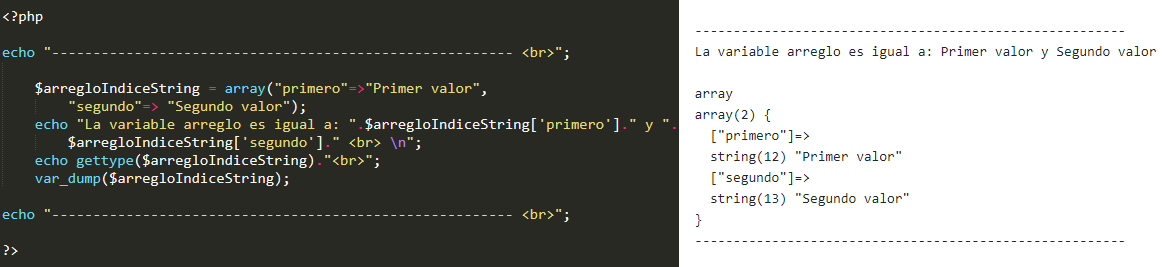 <?php
echo "-------------------------------------------------------- <br>";
$arregloIndiceString = array("primero"=>"Primer valor",
"segundo"=> "Segundo valor");
echo "La variable arreglo es igual a: ".$arregloIndiceString['primero']." y ".
$arregloIndiceString['segundo']." <br> \n";
echo gettype($arregloIndiceString)."<br>";
var_dump($arregloIndiceString);
echo "-------------------------------------------------------- <br>";
?>
--------------------------------------------------------
La variable arreglo es igual a: Primer valor y Segundo valor
array
array(2) {
["primero"]=>
string(12) "Primer valor"
["segundo"]=>
string(13) "Segundo valor"
}
--------------------------------------------------------